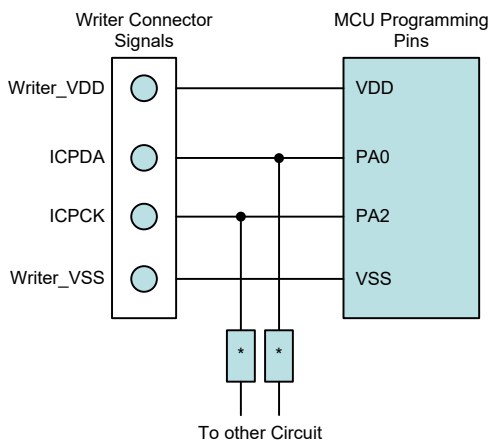 Writer Connector
Signals
MCU Programming
Pins
Writer_VDD
VDD
ICPDA
PA0
ICPCK
PA2
Writer_VSS
VSS
* *
To other Circuit